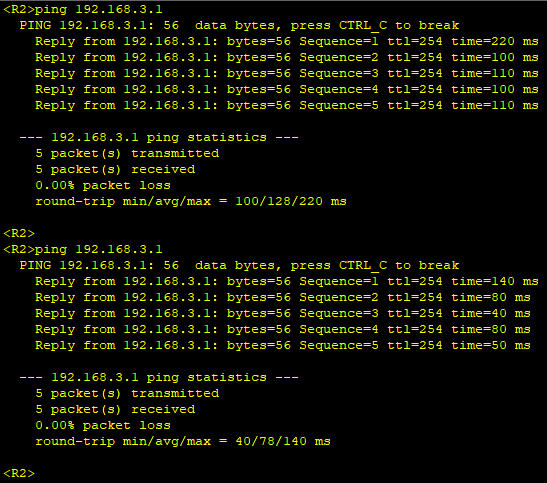 <R2>ping 192.168.3.1
  PING 192.168.3.1: 56  data bytes, press CTRL_C to break
    Reply from 192.168.3.1: bytes=56 Sequence=1 ttl=254 time=220 ms
    Reply from 192.168.3.1: bytes=56 Sequence=2 ttl=254 time=100 ms
    Reply from 192.168.3.1: bytes=56 Sequence=3 ttl=254 time=110 ms
    Reply from 192.168.3.1: bytes=56 Sequence=4 ttl=254 time=100 ms
    Reply from 192.168.3.1: bytes=56 Sequence=5 ttl=254 time=110 ms

  --- 192.168.3.1 ping statistics ---
    5 packet(s) transmitted
    5 packet(s) received
    0.00% packet loss
    round-trip min/avg/max = 100/128/220 ms

<R2>
<R2>ping 192.168.3.1
  PING 192.168.3.1: 56  data bytes, press CTRL_C to break
    Reply from 192.168.3.1: bytes=56 Sequence=1 ttl=254 time=140 ms
    Reply from 192.168.3.1: bytes=56 Sequence=2 ttl=254 time=80 ms
    Reply from 192.168.3.1: bytes=56 Sequence=3 ttl=254 time=40 ms
    Reply from 192.168.3.1: bytes=56 Sequence=4 ttl=254 time=80 ms
    Reply from 192.168.3.1: bytes=56 Sequence=5 ttl=254 time=50 ms

  --- 192.168.3.1 ping statistics ---
    5 packet(s) transmitted
    5 packet(s) received
    0.00% packet loss
    round-trip min/avg/max = 40/78/140 ms

<R2>